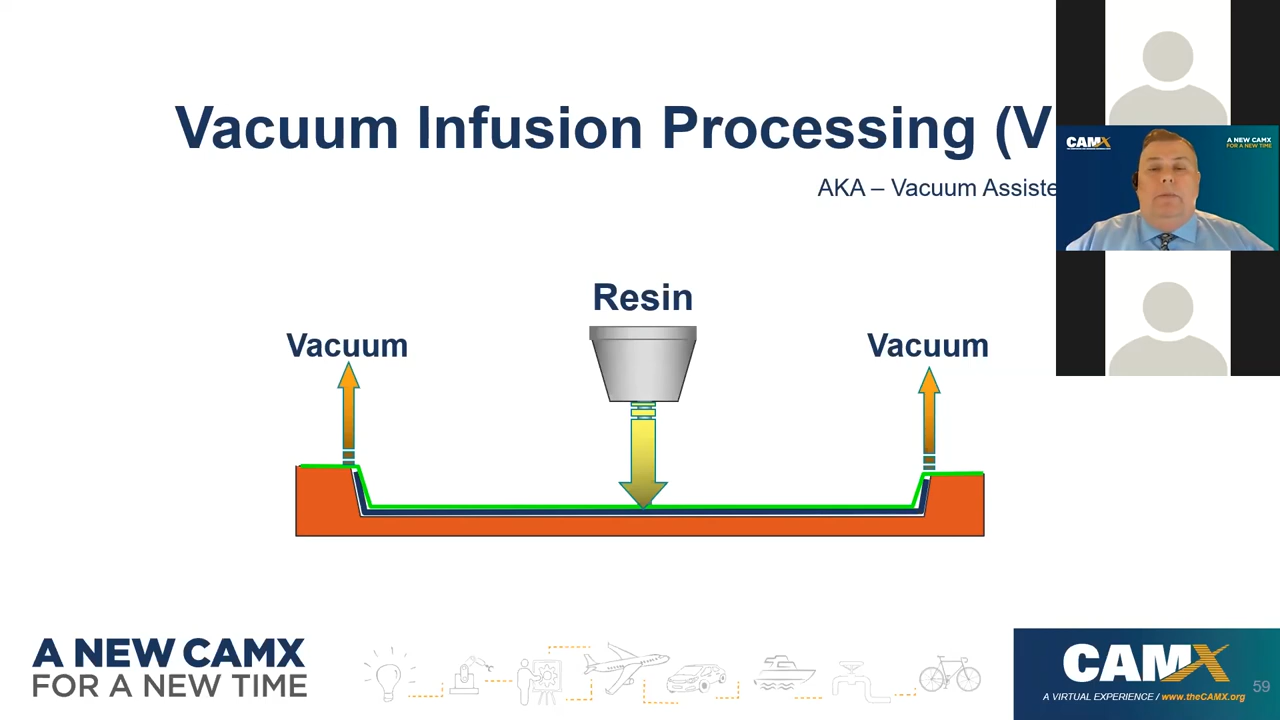 Vacuum Infusion Processing (V
AKA – Vacuum Assiste
Resin
Vacuum
Vacuum
CAMX
A NEW CAMX
FOR A NEW TIME
A NEW CAMX
FOR A NEW TIME
CAMX
A VIRTUAL EXPERIENCE / www.theCAMX.org
59